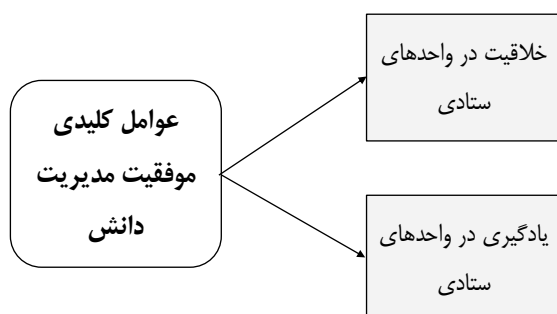 خلاقیت در واحدهای
ستادی
عوامل کلیدی
موفقیت مدیریت
دانش
یادگیری در واحدهای
ستادی